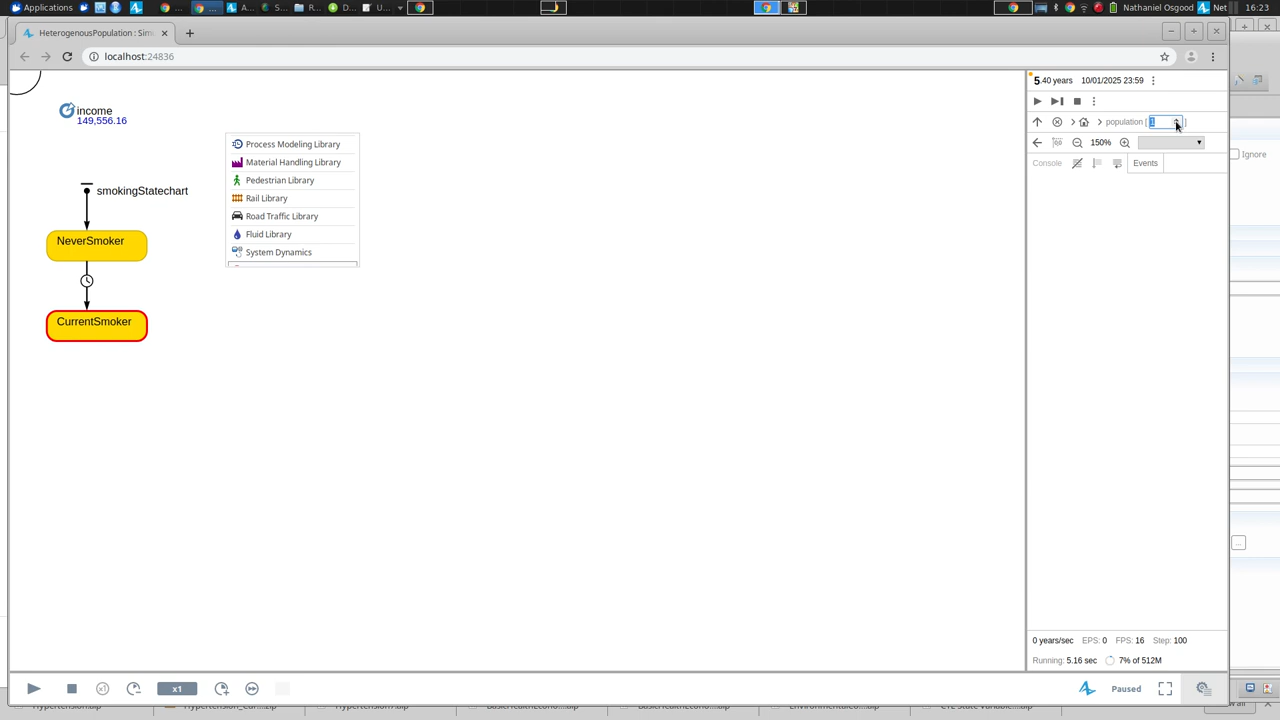 Applications
Nathaniel Osgood
Net
16:23
HeterogenousPopulation : Sim
localhost:24836
income
149,556.16
smokingStatechart
NeverSmoker
CurrentSmoker
Process Modeling Library
Material Handling Library
Pedestrian Library
Rail Library
Road Traffic Library
Fluid Library
System Dynamics
5.40 years 10/01/2025 23:59
population [ 1 ]
150%
Console
Events
Ignore
...
0 years/sec EPS: 0 FPS: 16 Step: 100
Running: 5.16 sec 7% of 512M
x1
Paused